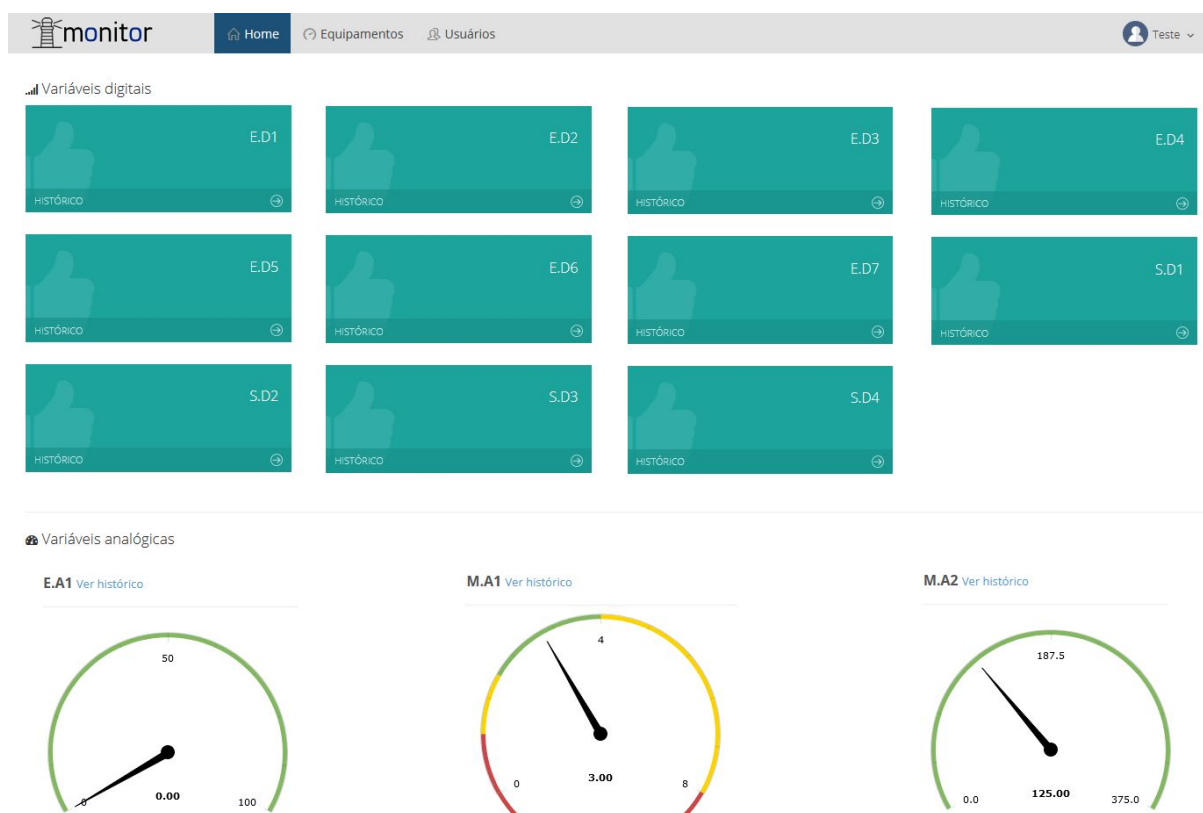 monitor Home Equipamentos Usuários Teste
Variáveis digitais
E.D1 E.D2 E.D3 E.D4
HISTÓRICO HISTÓRICO HISTÓRICO HISTÓRICO
E.D5 E.D6 E.D7 S.D1
HISTÓRICO HISTÓRICO HISTÓRICO HISTÓRICO
S.D2 S.D3 S.D4
HISTÓRICO HISTÓRICO HISTÓRICO
Variáveis analógicas
E.A1 Ver histórico
50
0 0.00 100
M.A1 Ver histórico
4
0 3.00 8
M.A2 Ver histórico
187.5
0.0 125.00 375.0